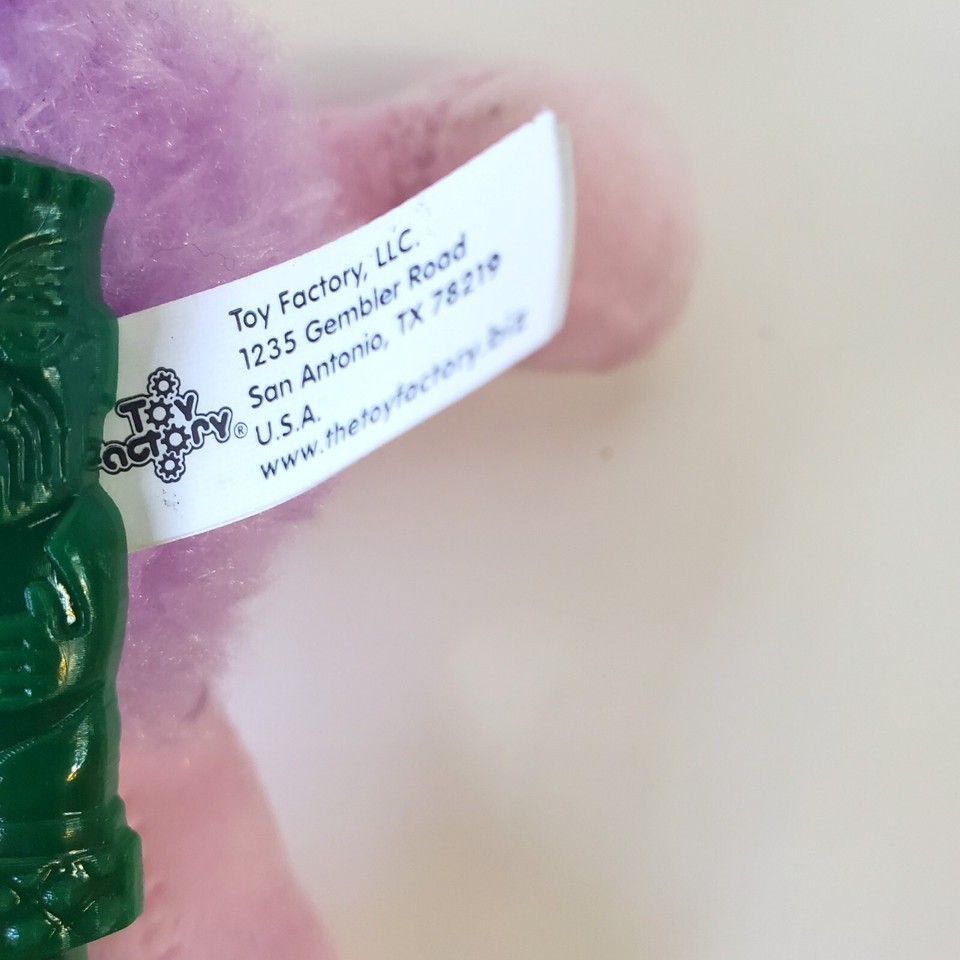 Toy Factory, LLC.
1235 Gembler Road
San Antonio, TX 78219
U.S.A.
www.thetoyfactory.biz
Toy
Factory®